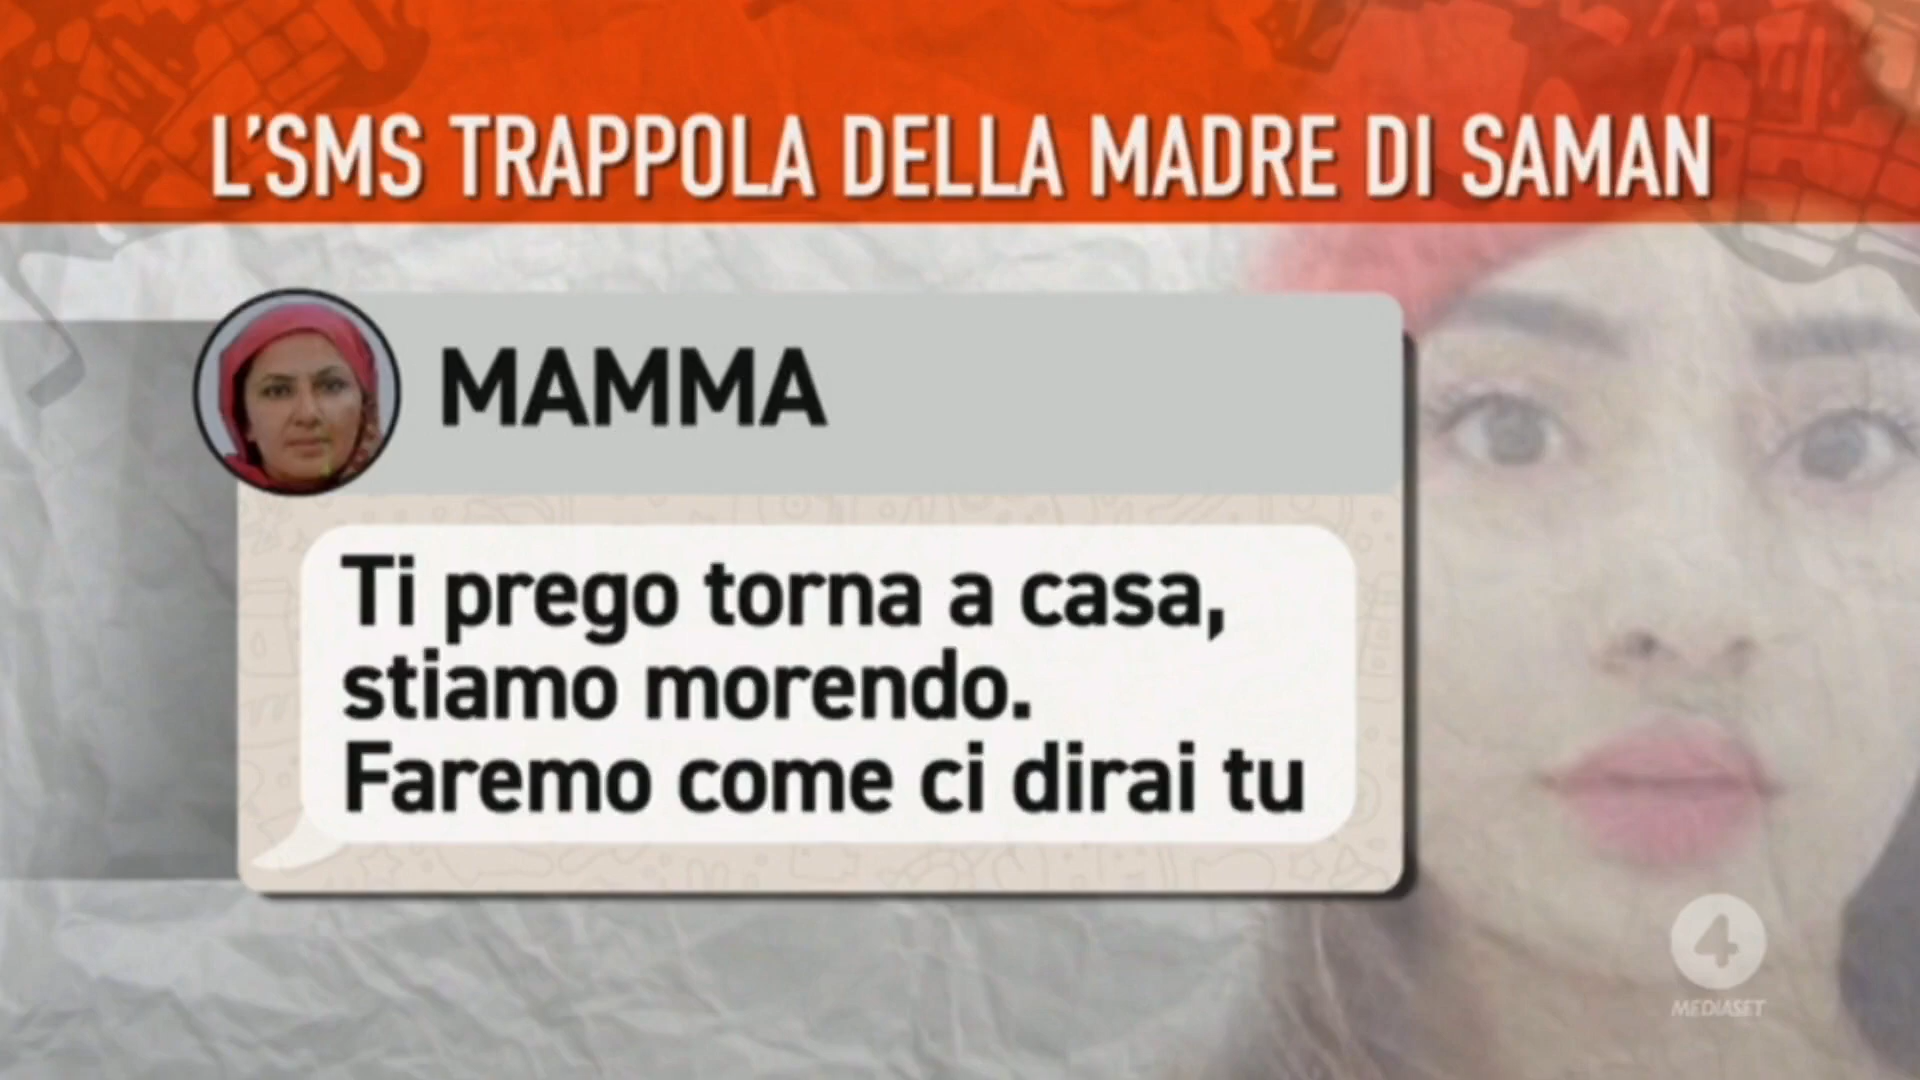 L'SMS TRAPPOLA DELLA MADRE DI SAMAN
MAMMA
Ti prego torna a casa,
stiamo morendo.
Faremo come ci dirai tu
4
MEDIASET